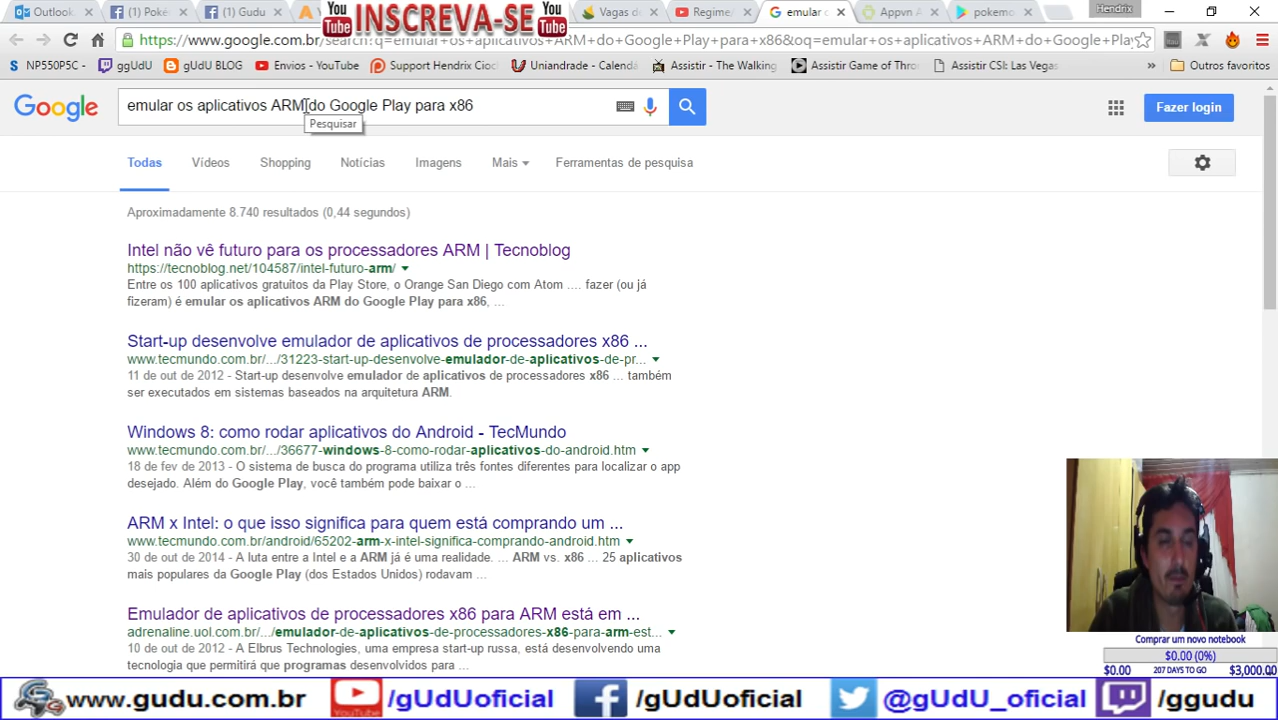 Outlook
(1) Poké
(1) Gudu
You Tube INSCREVA-SE You Tube
Vagas d
Regime
emular
Appvn A
pokemo
Hendrix
https://www.google.com.br/search?q=emular+os+aplicativos+ARM+do+Google+Play+para+x86&oq=emular+os+aplicativos+ARM+do+Google+Pla
NP550P5C -
ggUdU
gUdU BLOG
Envios - YouTube
Support Hendrix Cioc
Uniandrade - Curitiba
Assistir - The Walking
Assistir Game Thron
Assistir CSI: Las Vegas
»
Outros favoritos
Google
emular os aplicativos ARM do Google Play para x86
Fazer login
Pesquisar
Todas Vídeos Shopping Notícias Imagens Mais Ferramentas de pesquisa
Aproximadamente 8.740 resultados (0,44 segundos)
Intel não vê futuro para os processadores ARM | Tecnoblog
https://tecnoblog.net/104587/intel-futuro-arm/
Entre os 100 aplicativos gratuitos da Play Store, o Orange San Diego com Atom .... fazer (ou já
fizeram) é emular os aplicativos ARM do Google Play para x86, ...
Start-up desenvolve emulador de aplicativos de processadores x86 ...
www.tecmundo.com.br/.../31223-start-up-desenvolve-emulador-de-aplicativos-de-pr...
11 de out de 2012 - Start-up desenvolve emulador de aplicativos de processadores x86 ... também
ser executados em sistemas baseados na arquitetura ARM.
Windows 8: como rodar aplicativos do Android - TecMundo
www.tecmundo.com.br/.../36677-windows-8-como-rodar-aplicativos-do-android.htm
18 de fev de 2013 - O sistema de busca do programa utiliza três fontes diferentes para localizar o app
desejado. Além do Google Play, você também pode baixar o ...
ARM x Intel: o que isso significa para quem está comprando um ...
www.tecmundo.com.br/android/65202-arm-x-intel-significa-comprando-android.htm
30 de out de 2014 - A luta entre a Intel e a ARM já é uma realidade. ... ARM vs. x86 ... 25 aplicativos
mais populares da Google Play (dos Estados Unidos) rodavam ...
Emulador de aplicativos de processadores x86 para ARM está em ...
adrenaline.uol.com.br/.../emulador-de-aplicativos-de-processadores-x86-para-arm-est...
10 de out de 2012 - A Elbrus Technologies, uma empresa start-up russa, está desenvolvendo uma
tecnologia que permitirá que programas desenvolvidos para ...
Comprar um novo notebook
$0.00 (0%)
$0.00 207 DAYS TO GO $3,000.00
www.gudu.com.br YouTube /gUdUoficial /gUdUoficial @gUdU_oficial /ggudu